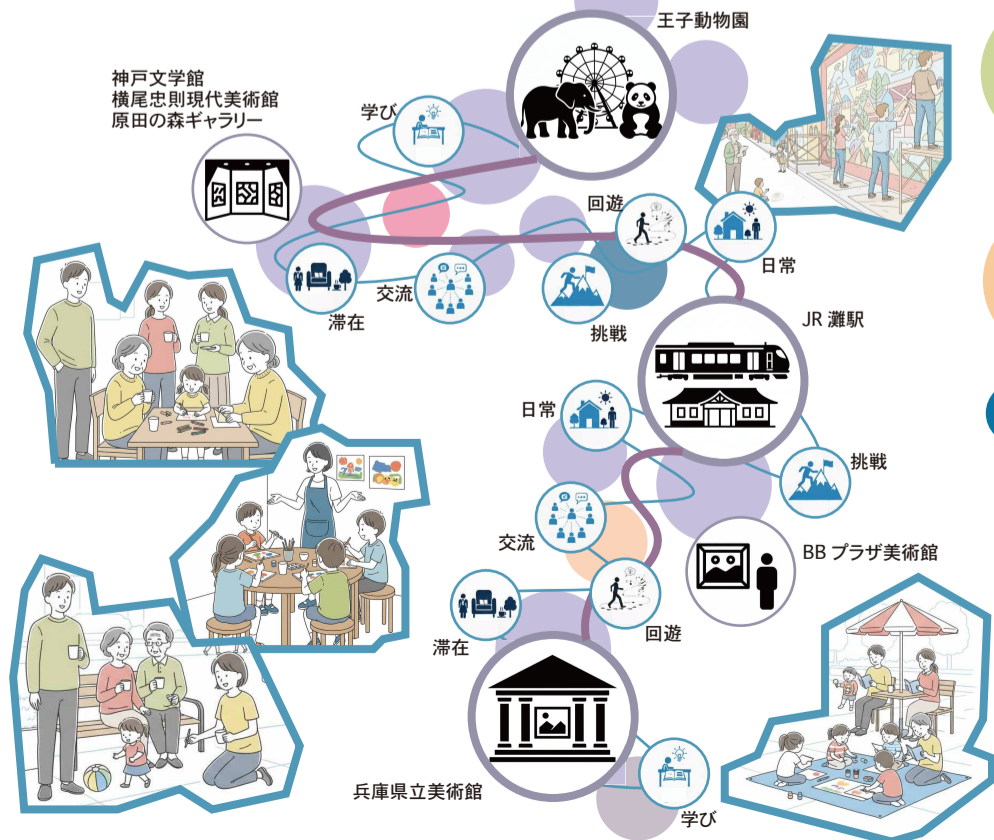 王子動物園
神戸文学館
横尾忠則現代美術館
原田の森ギャラリー
学び
回遊
日常
滞在
交流
挑戦
JR 灘駅
日常
挑戦
交流
BB プラザ美術館
回遊
滞在
兵庫県立美術館
学び